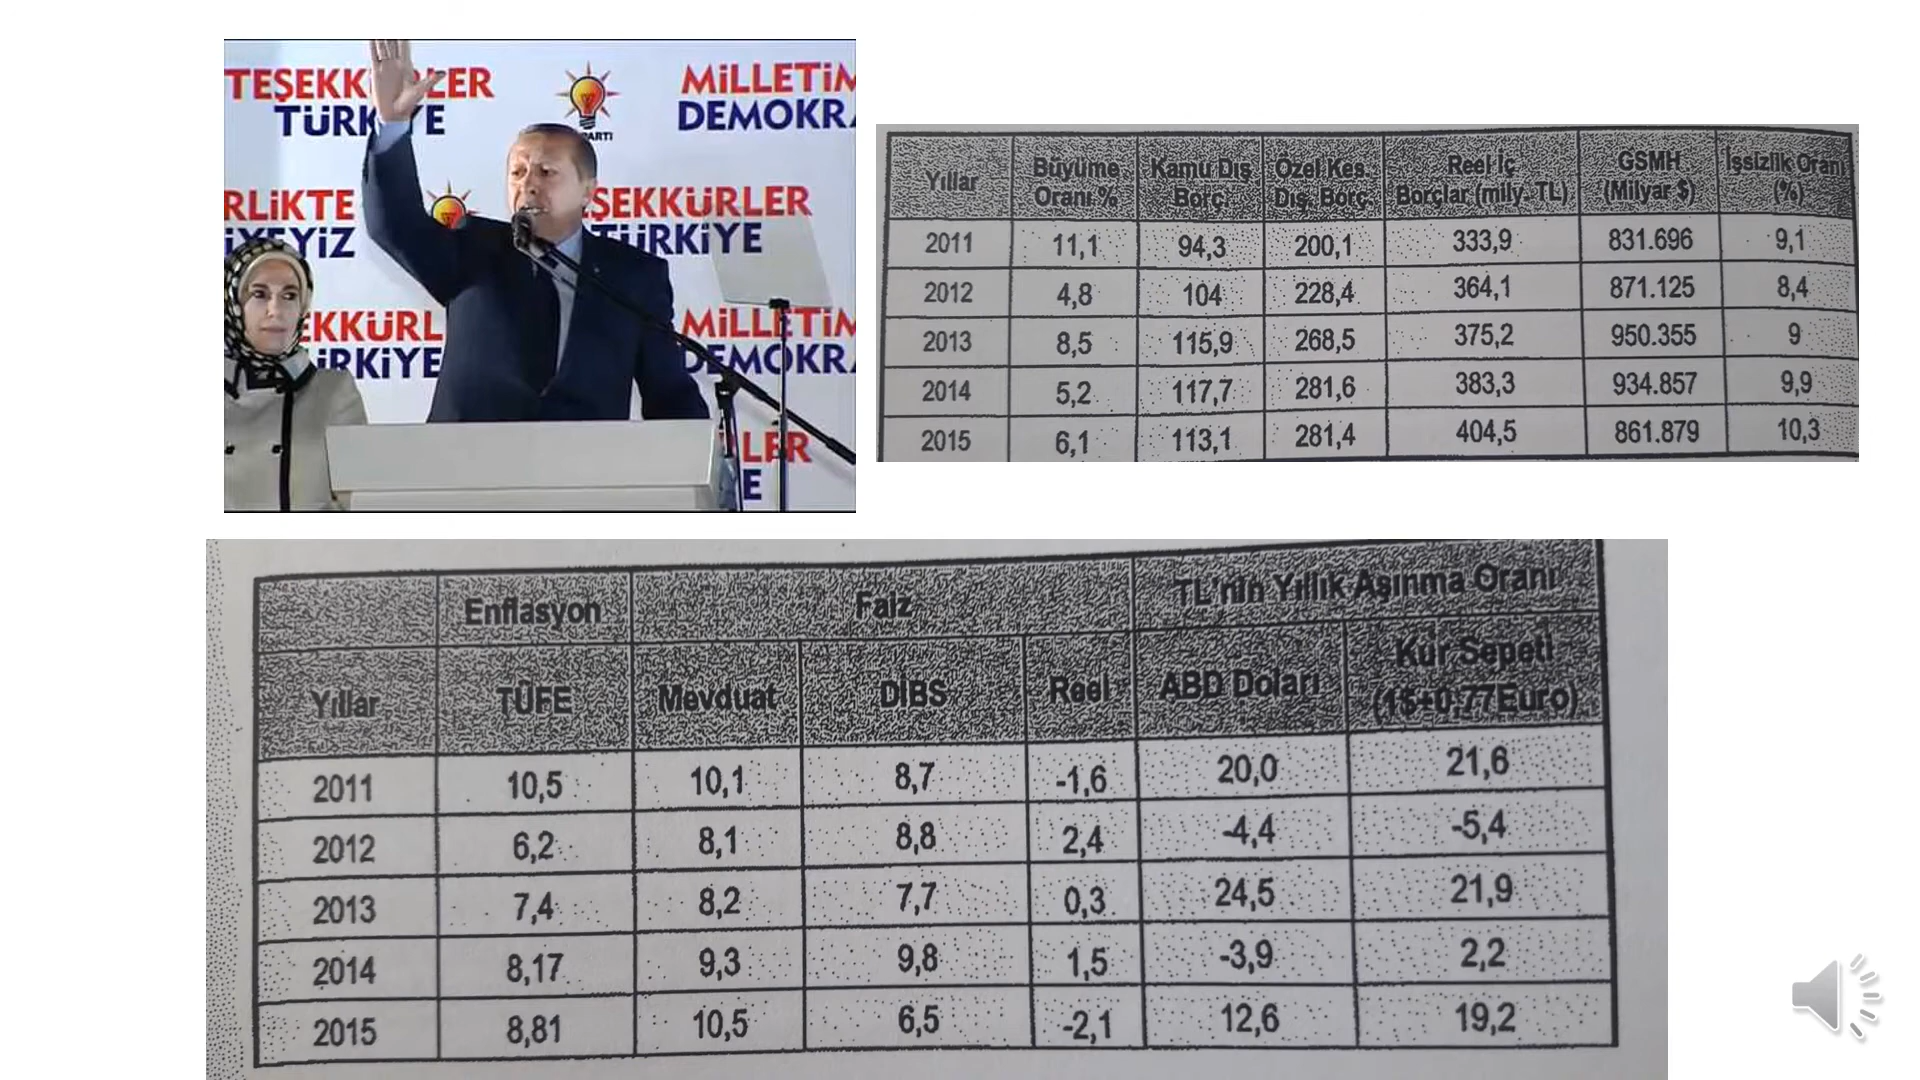 TEŞEKK LER
TÜRK YE
PARTİ
MİLLETİM
DEMOKRA
RLİKTE
İYEYİZ
ŞEKKÜRLER
TÜRKİYE
EKKÜRL
ÜRKİYE
MİLLETİM
DEMOKRA
LER
E
Yıllar Büyüme Oranı % Kamu Dış Borç. Özel Kes. Dış. Borç. Reel İç Borçlar (mily. TL) GSMH (Milyar $) İşsizlik Oranı (%)
2011 11,1 94,3 200,1 333,9 831.696 9,1
2012 4,8 104 228,4 364,1 871.125 8,4
2013 8,5 115,9 268,5 375,2 950.355 9
2014 5,2 117,7 281,6 383,3 934.857 9,9
2015 6,1 113,1 281,4 404,5 861.879 10,3
Enflasyon Faiz TL'nin Yıllık Aşınma Oranı
Yıllar TÜFE Mevduat DİBS Reel ABD Doları Kur Sepeti (1$+0,77Euro)
2011 10,5 10,1 8,7 -1,6 20,0 21,6
2012 6,2 8,1 8,8 2,4 -4,4 -5,4
2013 7,4 8,2 7,7 0,3 24,5 21,9
2014 8,17 9,3 9,8 1,5 -3,9 2,2
2015 8,81 10,5 6,5 -2,1 12,6 19,2